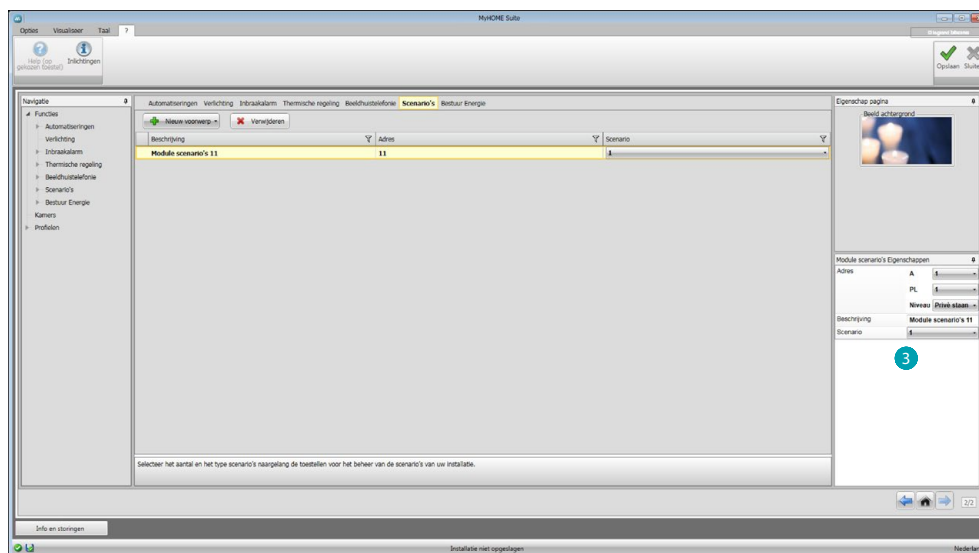 MyHOME Suite
Opties Visualiseer Taal ?
Help (op
gekozen toestel)
Inlichtingen
Opslaan Sluite
Navigatie
Functies
Automatiseringen
Verlichting
Inbraakalarm
Thermische regeling
Beeldhuistelefonie
Scenario's
Bestuur Energie
Kamers
Profielen
Automatiseringen Verlichting Inbraakalarm Thermische regeling Beeldhuistelefonie Scenario's Bestuur Energie
Nieuw voorwerp Verwijderen
Beschrijving Adres Scenario
Module scenario's 11 11 1
Selecteer het aantal en het type scenario's naargelang de toestellen voor het beheer van de scenario's van uw installatie.
Eigenschap pagina
Beeld achtergrond
Module scenario's Eigenschappen
Adres A 1
PL 1
Niveau Privé staan
Beschrijving Module scenario's 11
Scenario 1
3
2/2
Info en storingen
Installatie niet opgeslagen
Nederlan